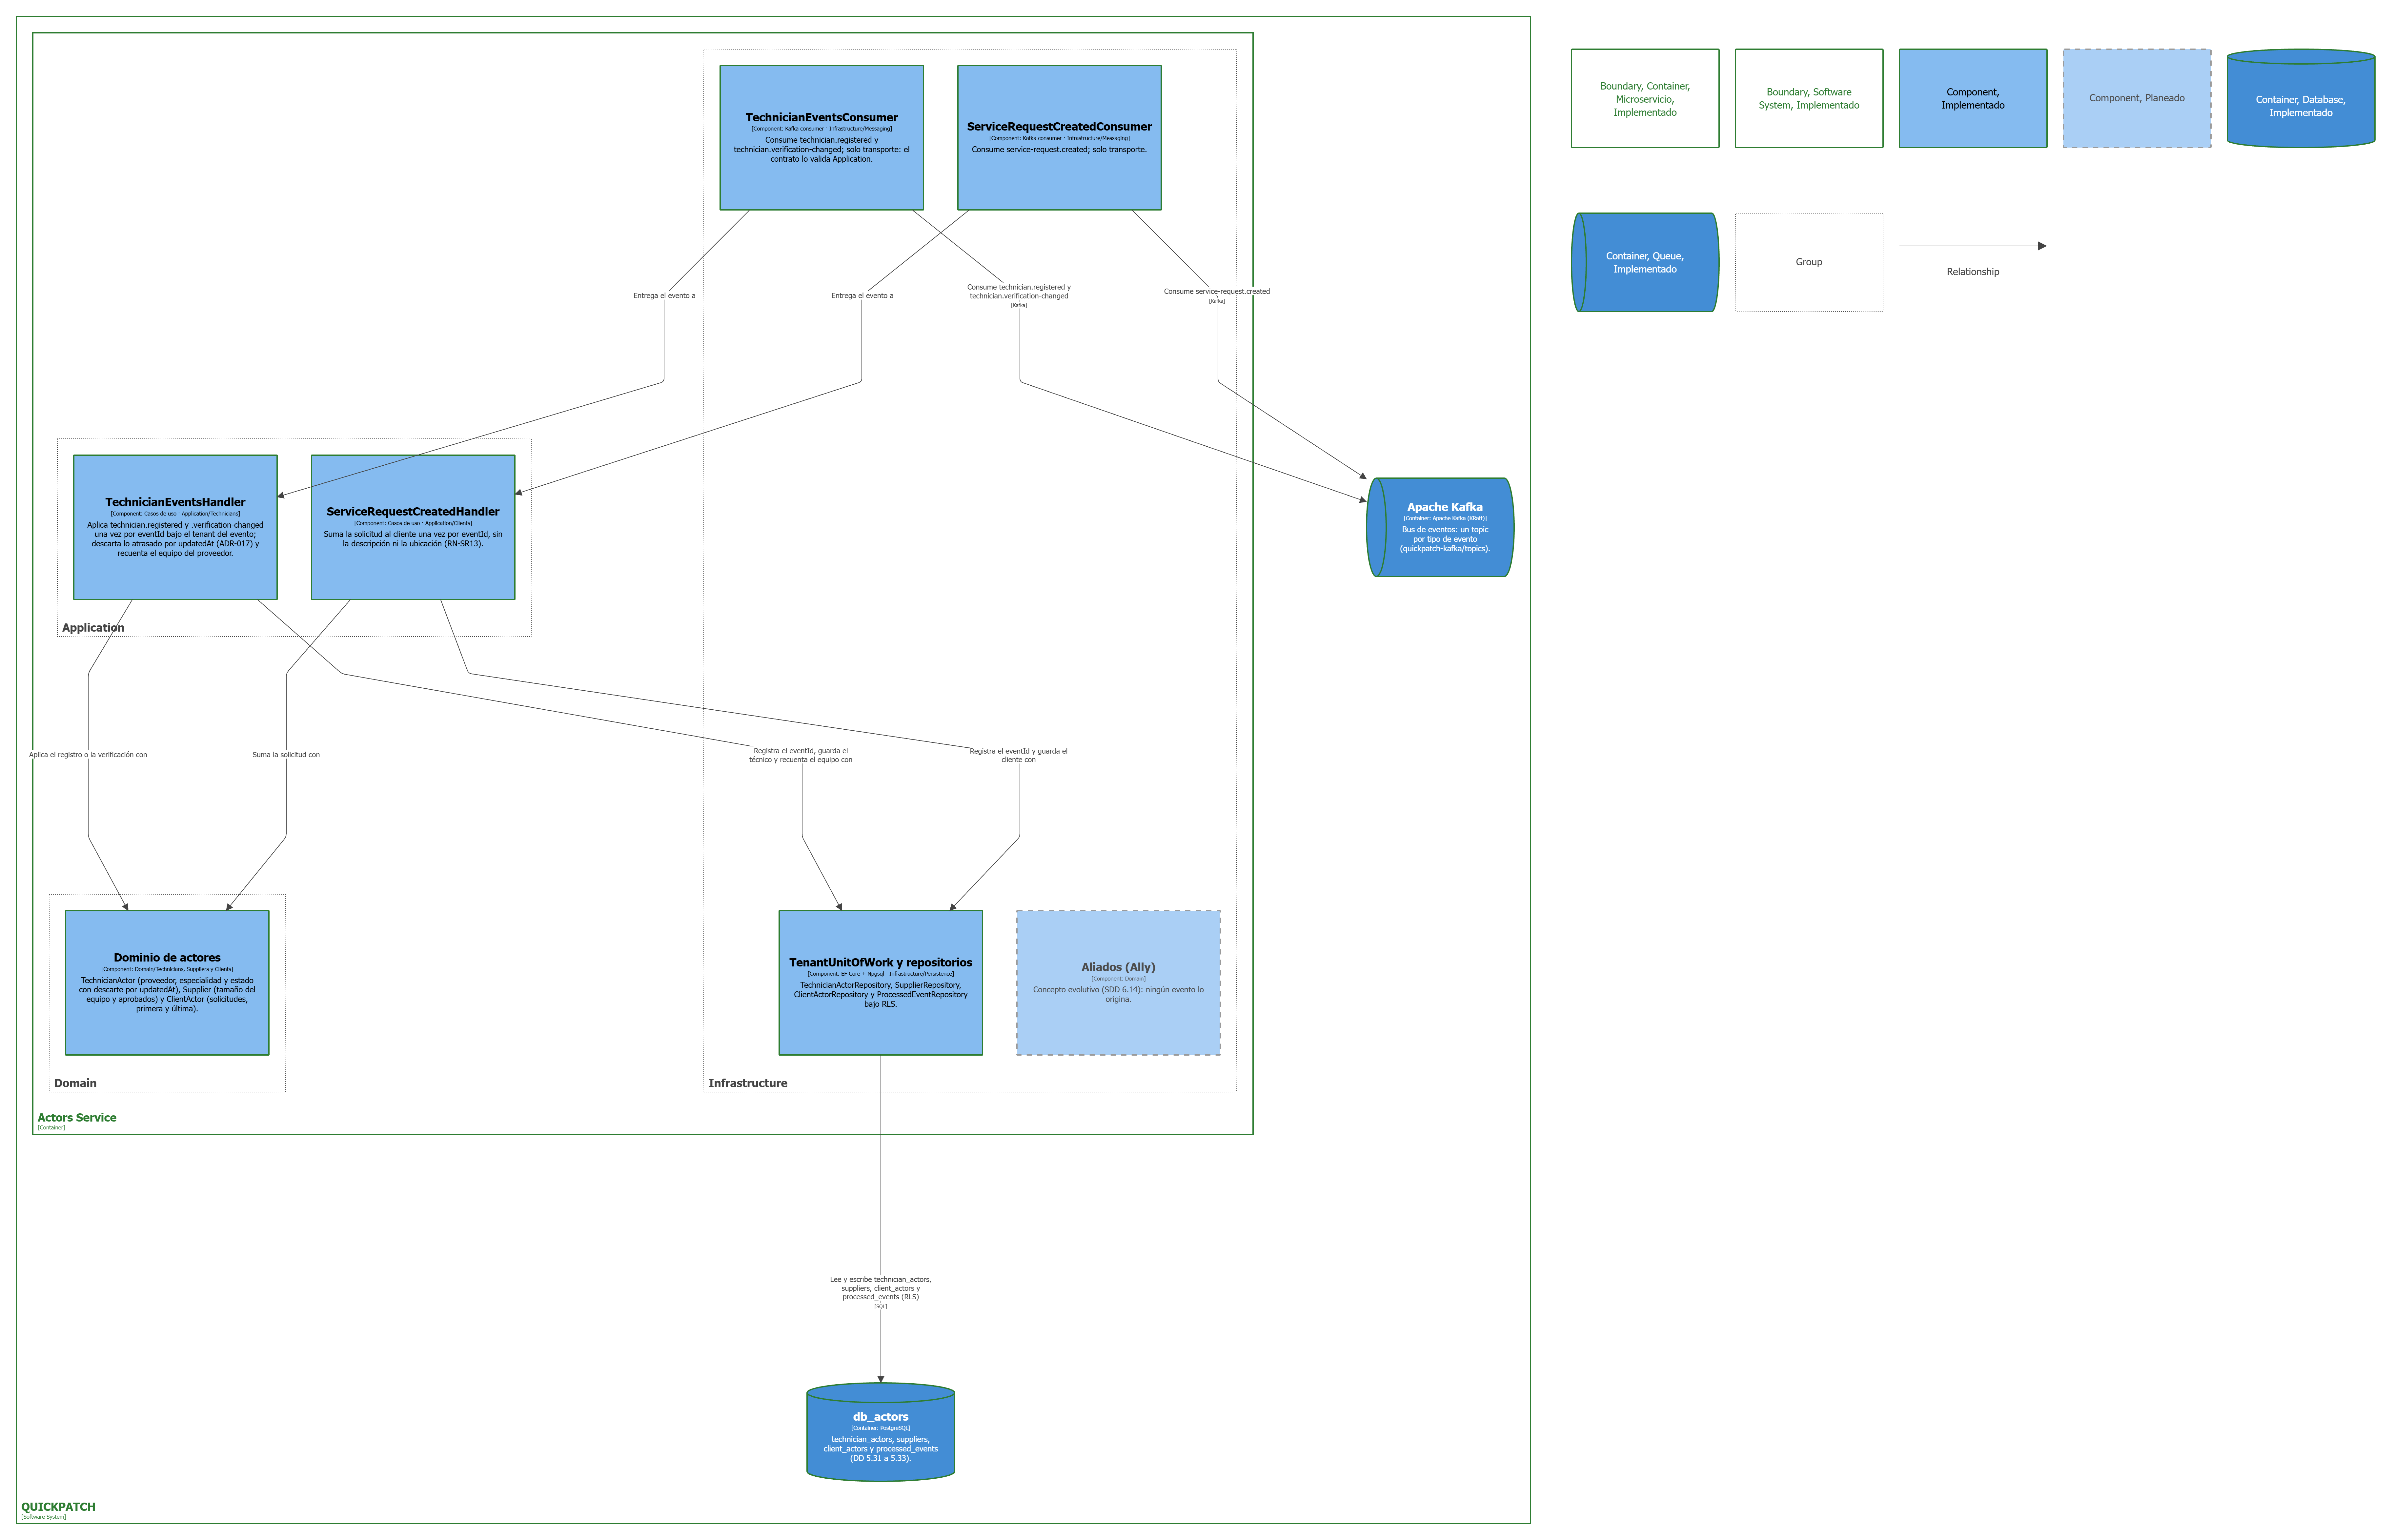 TechnicianEventsConsumer
[Component: Kafka consumer · Infrastructure/Messaging]
Consume technician.registered y
technician.verification-changed; solo transporte: el
contrato lo valida Application.
ServiceRequestCreatedConsumer
[Component: Kafka consumer · Infrastructure/Messaging]
Consume service-request.created; solo transporte.
Boundary, Container,
Microservicio,
Implementado
Boundary, Software
System, Implementado
Component,
Implementado
Component, Planeado
Container, Database,
Implementado
Container, Queue,
Implementado
Group
Relationship
Entrega el evento a
Entrega el evento a
Consume technician.registered y
technician.verification-changed
[Kafka]
Consume service-request.created
[Kafka]
TechnicianEventsHandler
[Component: Casos de uso · Application/Technicians]
Aplica technician.registered y .verification-changed
una vez por eventId bajo el tenant del evento;
descarta lo atrasado por updatedAt (ADR-017) y
recuenta el equipo del proveedor.
ServiceRequestCreatedHandler
[Component: Casos de uso · Application/Clients]
Suma la solicitud al cliente una vez por eventId, sin
la descripción ni la ubicación (RN-SR13).
Application
Apache Kafka
[Container: Apache Kafka (KRaft)]
Bus de eventos: un topic
por tipo de evento
(quickpatch-kafka/topics).
Aplica el registro o la verificación con
Suma la solicitud con
Registra el eventId, guarda el
técnico y recuenta el equipo con
Registra el eventId y guarda el
cliente con
Dominio de actores
[Component: Domain/Technicians, Suppliers y Clients]
TechnicianActor (proveedor, especialidad y estado
con descarte por updatedAt), Supplier (tamaño del
equipo y aprobados) y ClientActor (solicitudes,
primera y última).
Domain
TenantUnitOfWork y repositorios
[Component: EF Core + Npgsql · Infrastructure/Persistence]
TechnicianActorRepository, SupplierRepository,
ClientActorRepository y ProcessedEventRepository
bajo RLS.
Aliados (Ally)
[Component: Domain]
Concepto evolutivo (SDD 6.14): ningún evento lo
origina.
Infrastructure
Actors Service
[Container]
Lee y escribe technician_actors,
suppliers, client_actors y
processed_events (RLS)
[SQL]
db_actors
[Container: PostgreSQL]
technician_actors, suppliers,
client_actors y processed_events
(DD 5.31 a 5.33).
QUICKPATCH
[Software System]